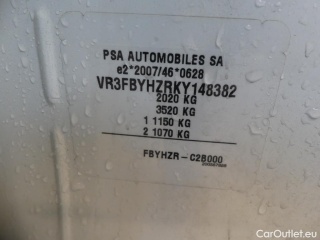 PSA AUTOMOBILES SA
e2*2007/46*0628
VR3FBYHZRKY148382
2020 KG
3520 KG
1 1150 KG
2 1070 KG
FBYHZR-C2B000
CarOutlet.eu